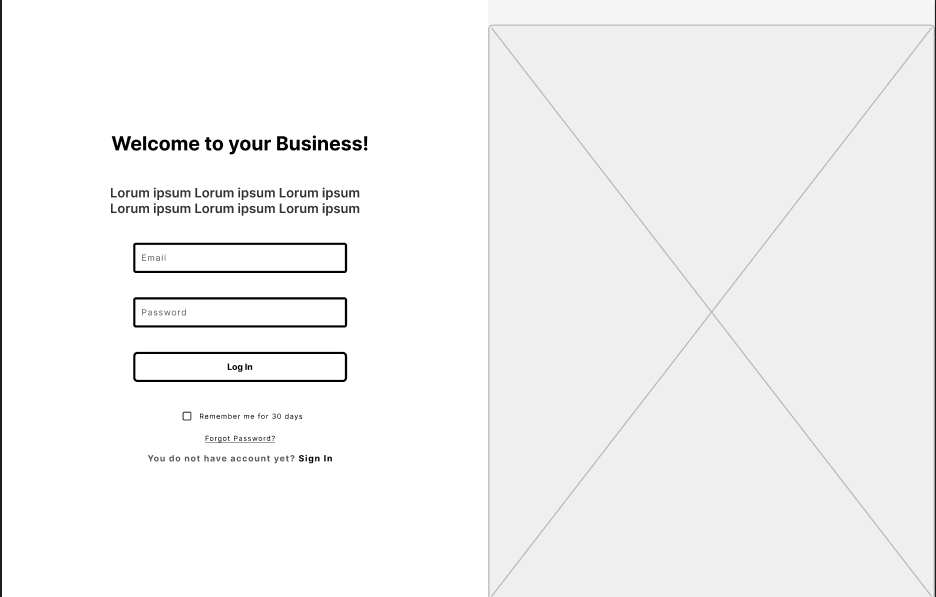 Welcome to your Business!
Lorum ipsum Lorum ipsum Lorum ipsum
Lorum ipsum Lorum ipsum Lorum ipsum
Email
Password
Log In
Remember me for 30 days
Forgot Password?
You do not have account yet? Sign In